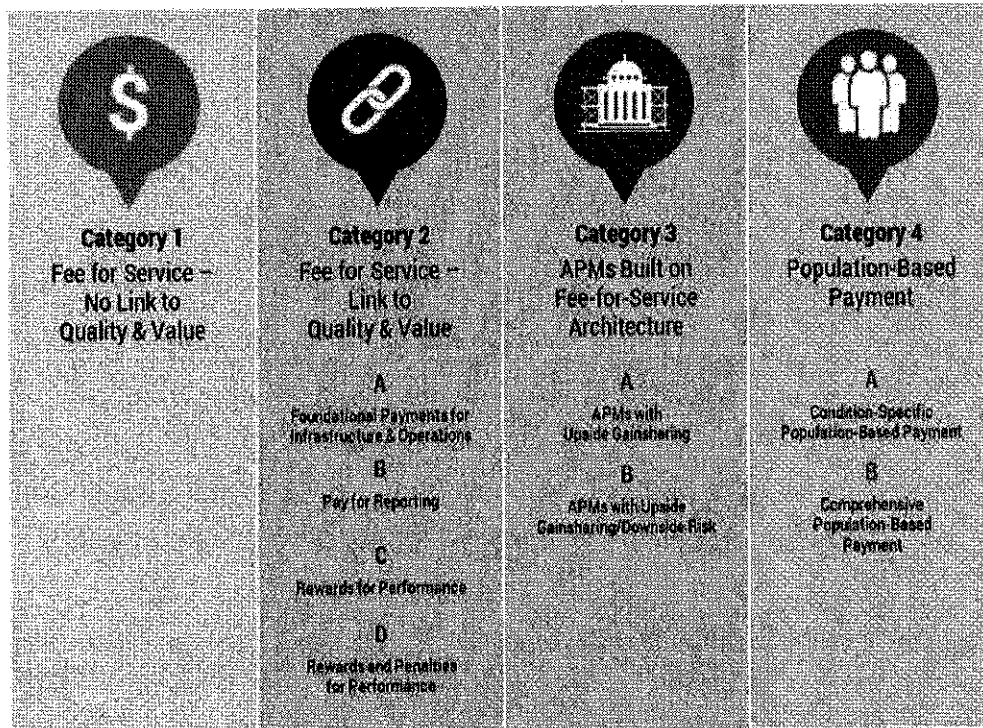 $
Category 1
Fee for Service –
No Link to
Quality & Value
Category 2
Fee for Service –
Link to
Quality & Value
A
Foundational Payments for
Infrastructure & Operations
B
Pay for Reporting
C
Rewards for Performance
D
Rewards and Penalties
for Performance
Category 3
APMs Built on
Fee-for-Service
Architecture
A
APMs with
Upside Gainsharing
B
APMs with Upside
Gainsharing/Downside Risk
Category 4
Population-Based
Payment
A
Condition-Specific
Population-Based Payment
B
Comprehensive
Population-Based
Payment